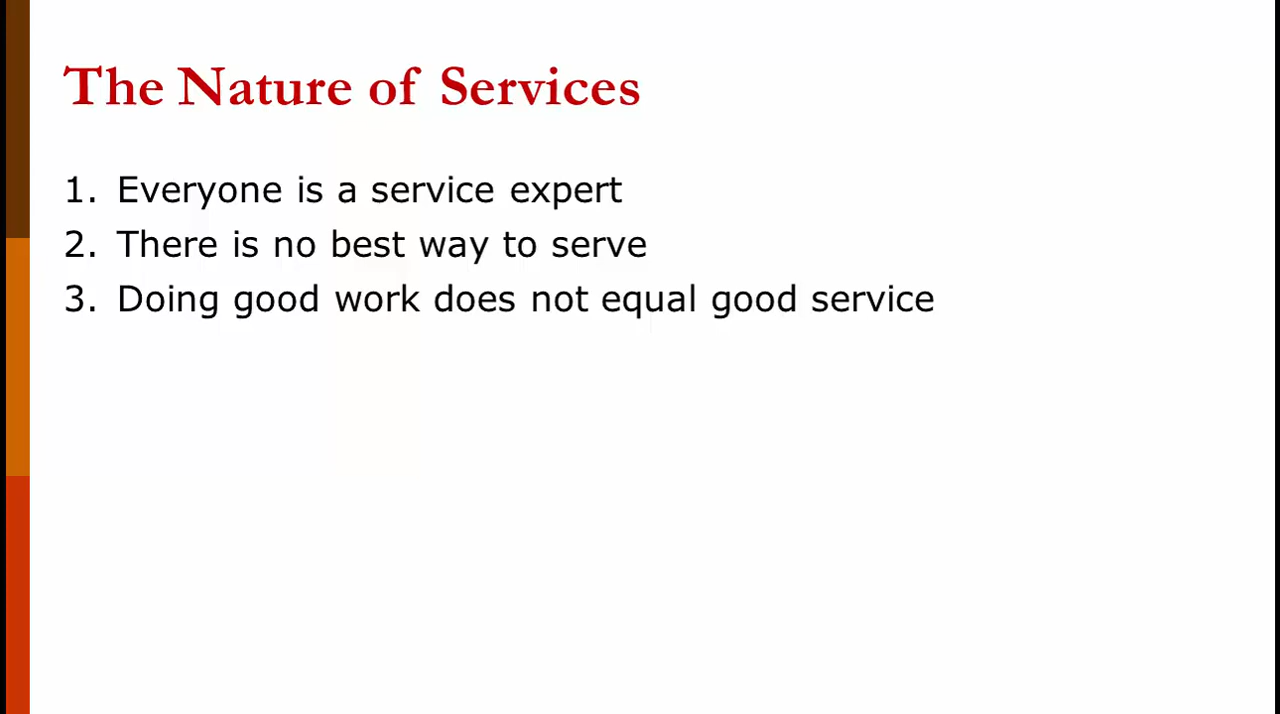 The Nature of Services
1. Everyone is a service expert
2. There is no best way to serve
3. Doing good work does not equal good service